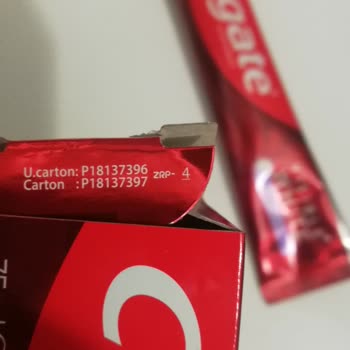 U.carton: P18137396
Carton : P18137397 ZRP- 4
gate